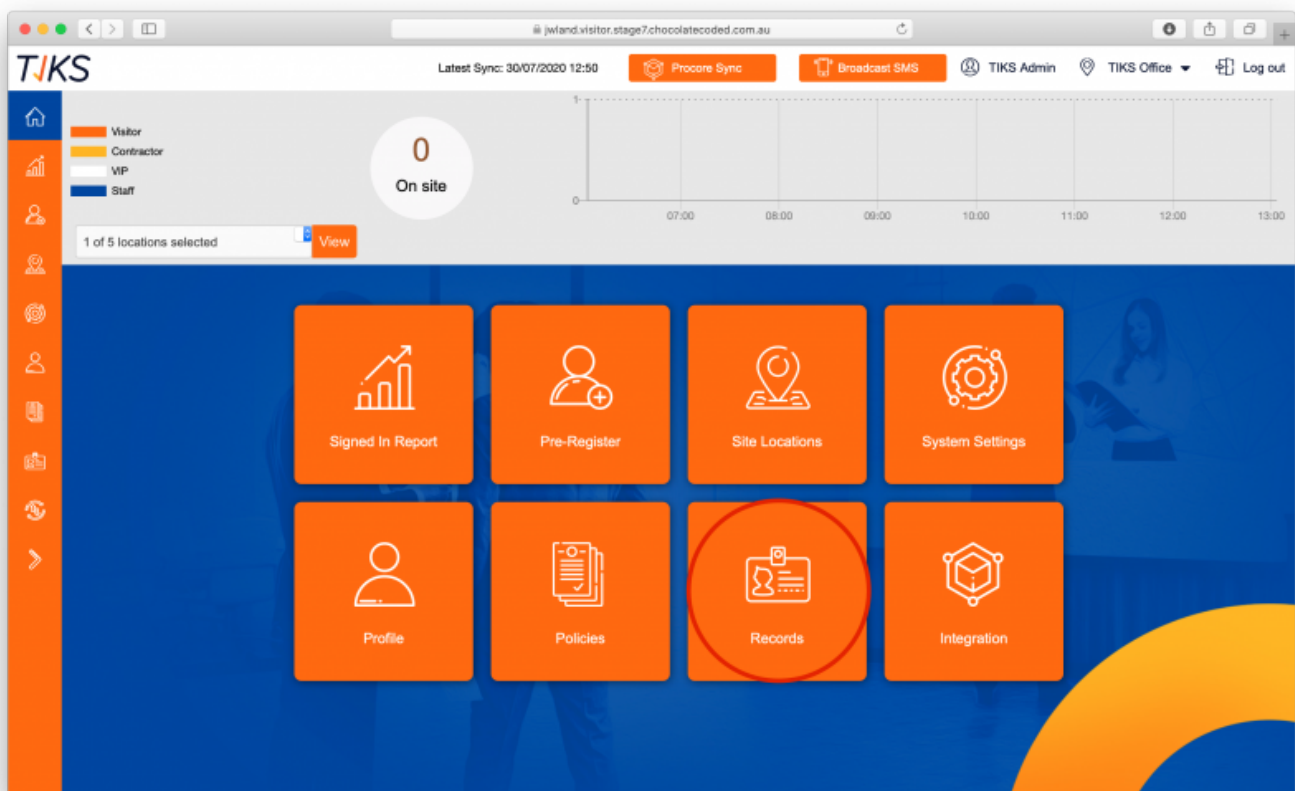 jwland.visitor.stage7.chocolatecoded.com.au
TIKS
Latest Sync: 30/07/2020 12:50
Procore Sync
Broadcast SMS
TIKS Admin
TIKS Office
Log out
Visitor
Contractor
VIP
Staff
0
On site
1
0
07:00 08:00 09:00 10:00 11:00 12:00 13:00
1 of 5 locations selected
View
Signed In Report
Pre-Register
Site Locations
System Settings
Profile
Policies
Records
Integration